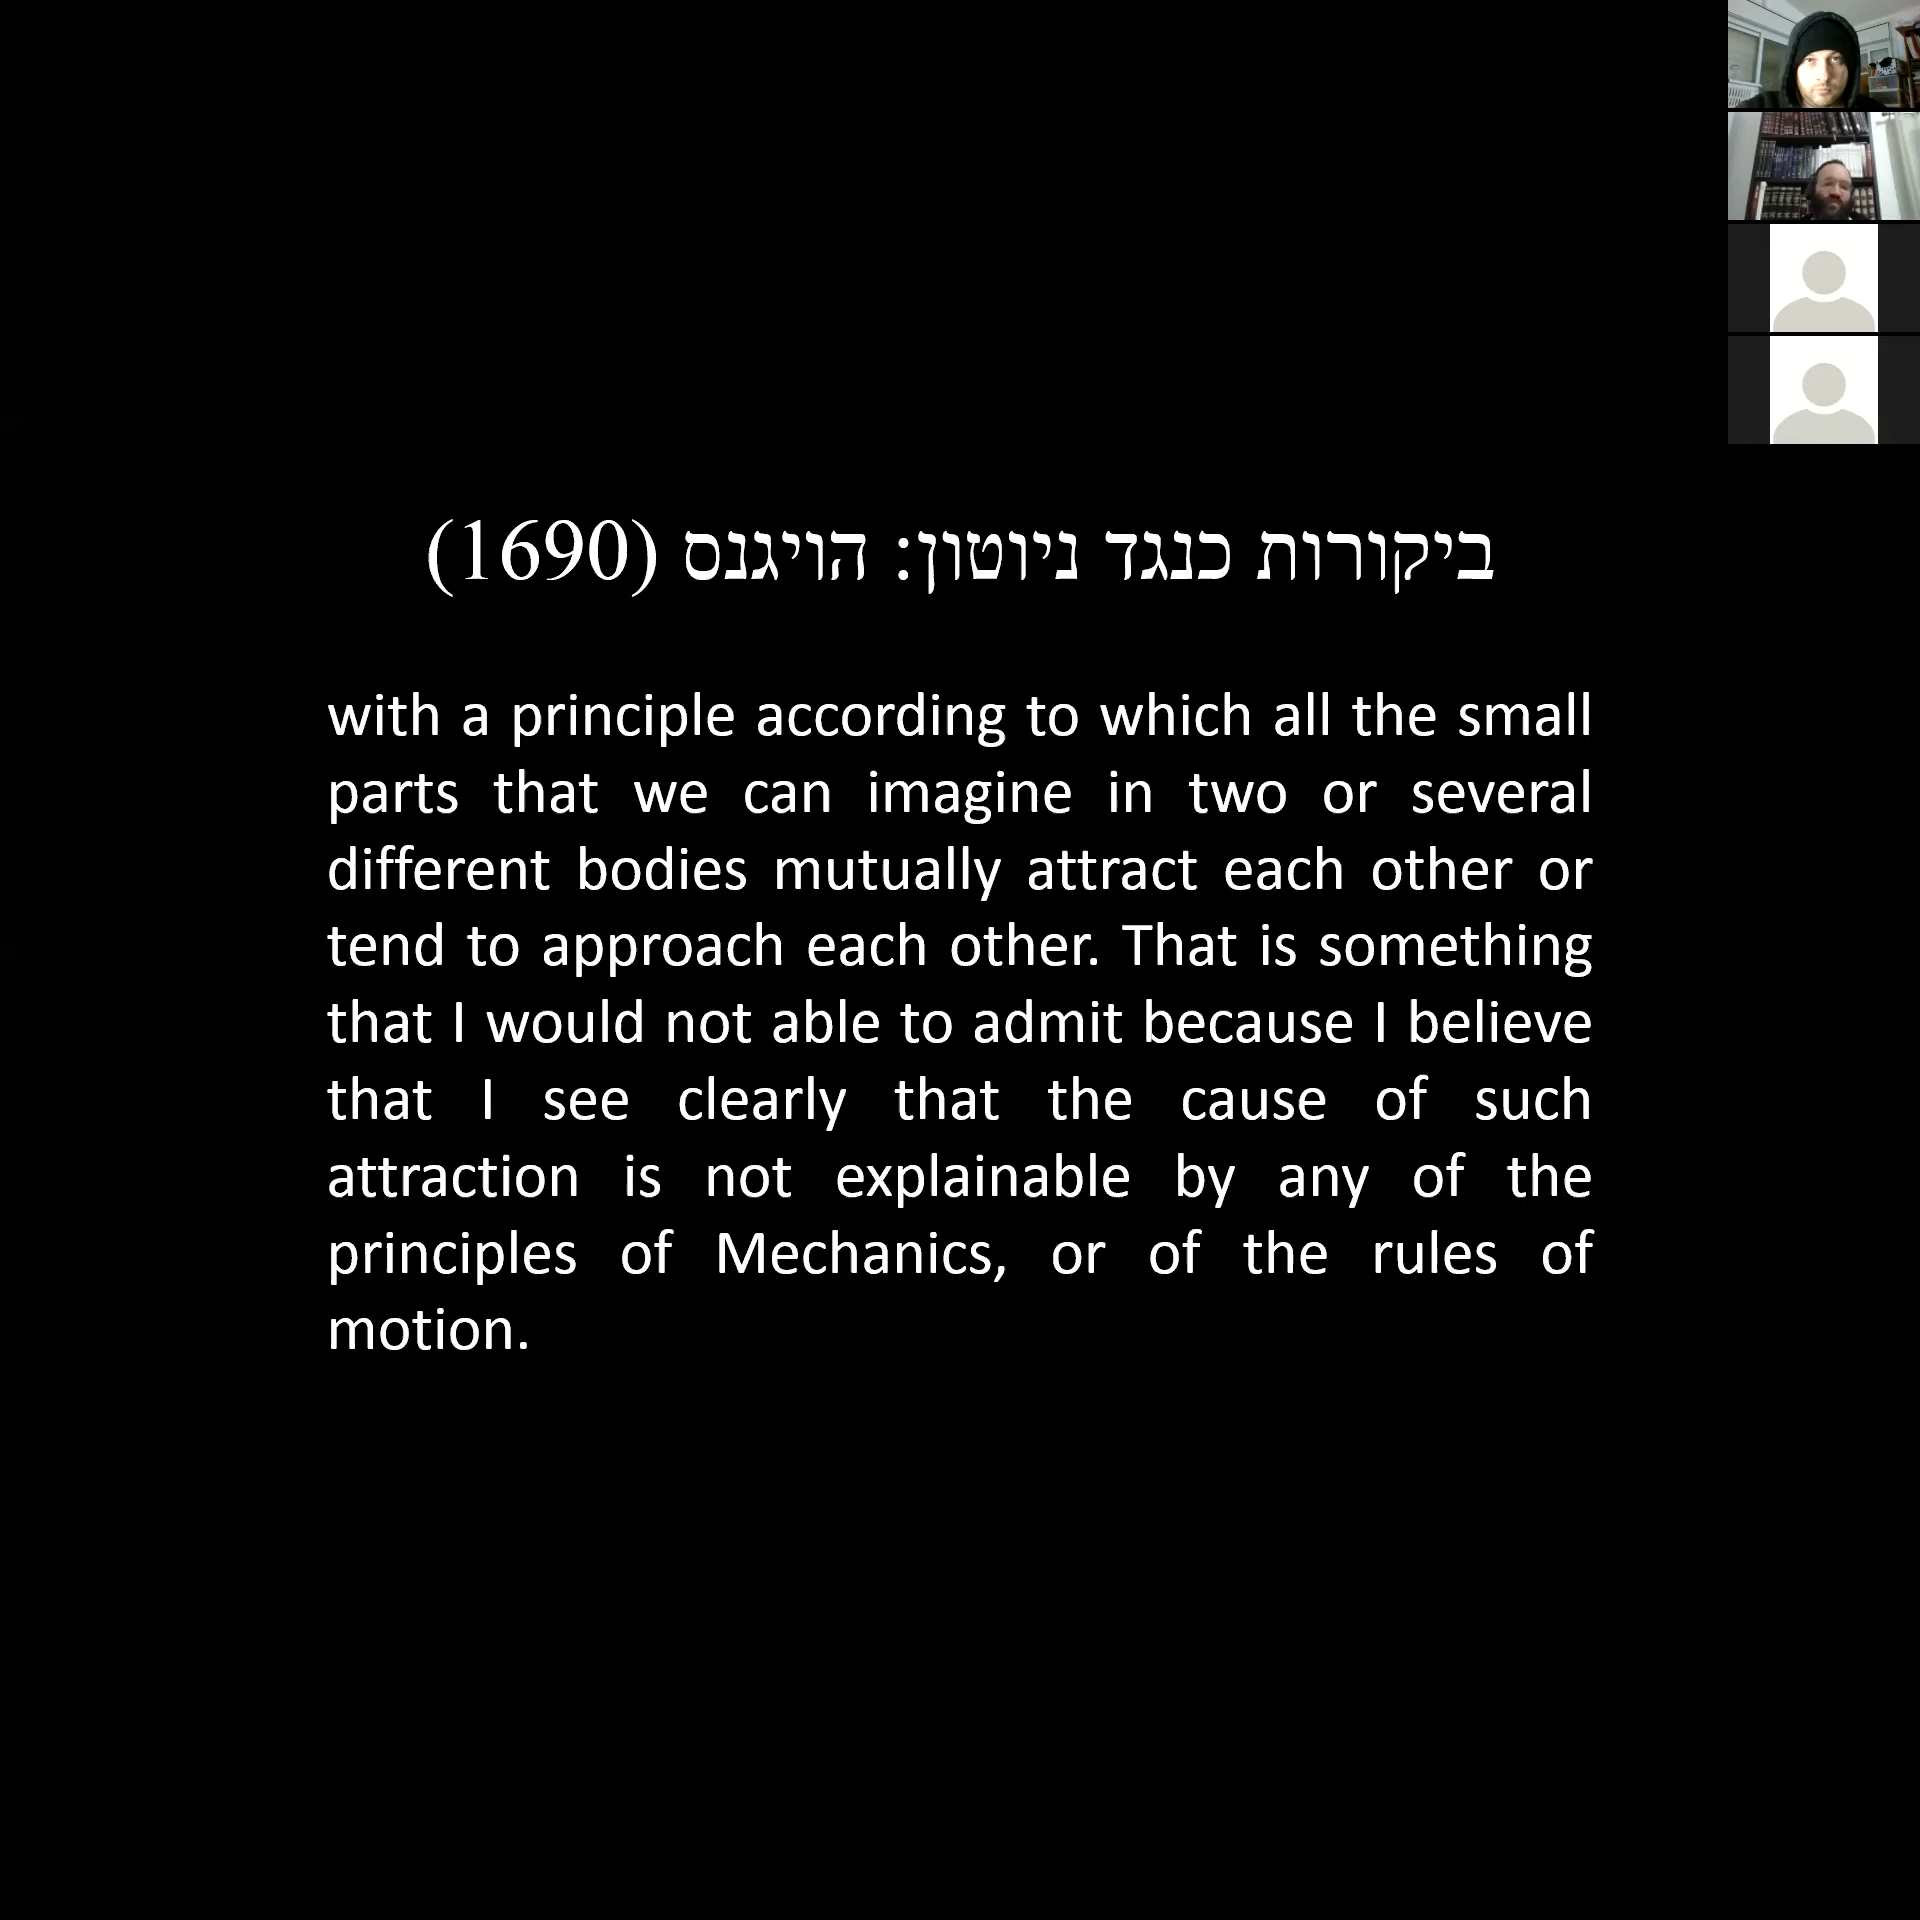 ביקורות כנגד ניוטון: הויגנס (1690)
with a principle according to which all the small
parts that we can imagine in two or several
different bodies mutually attract each other or
tend to approach each other. That is something
that I would not able to admit because I believe
that I see clearly that the cause of such
attraction is not explainable by any of the
principles of Mechanics, or of the rules of
motion.